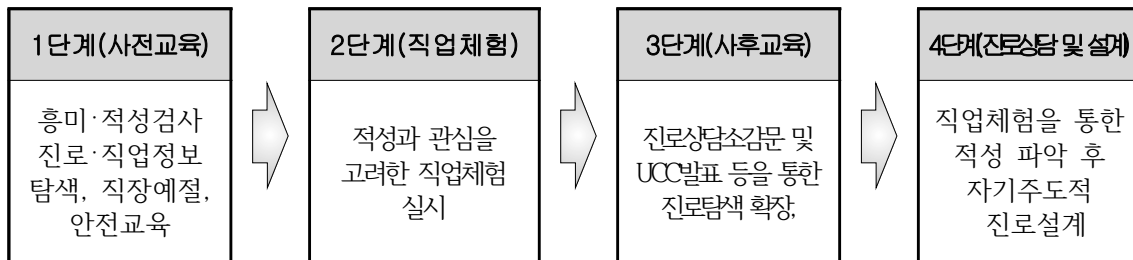 1단계(사전교육)
흥미·적성검사
진로·직업정보
탐색, 직장예절,
안전교육
2단계(직업체험)
적성과 관심을
고려한 직업체험
실시
3단계(사후교육)
진로상담소감문 및
UCC발표 등을 통한
진로탐색 확장,
4단계(진로상담 및 설계)
직업체험을 통한
적성 파악 후
자기주도적
진로설계